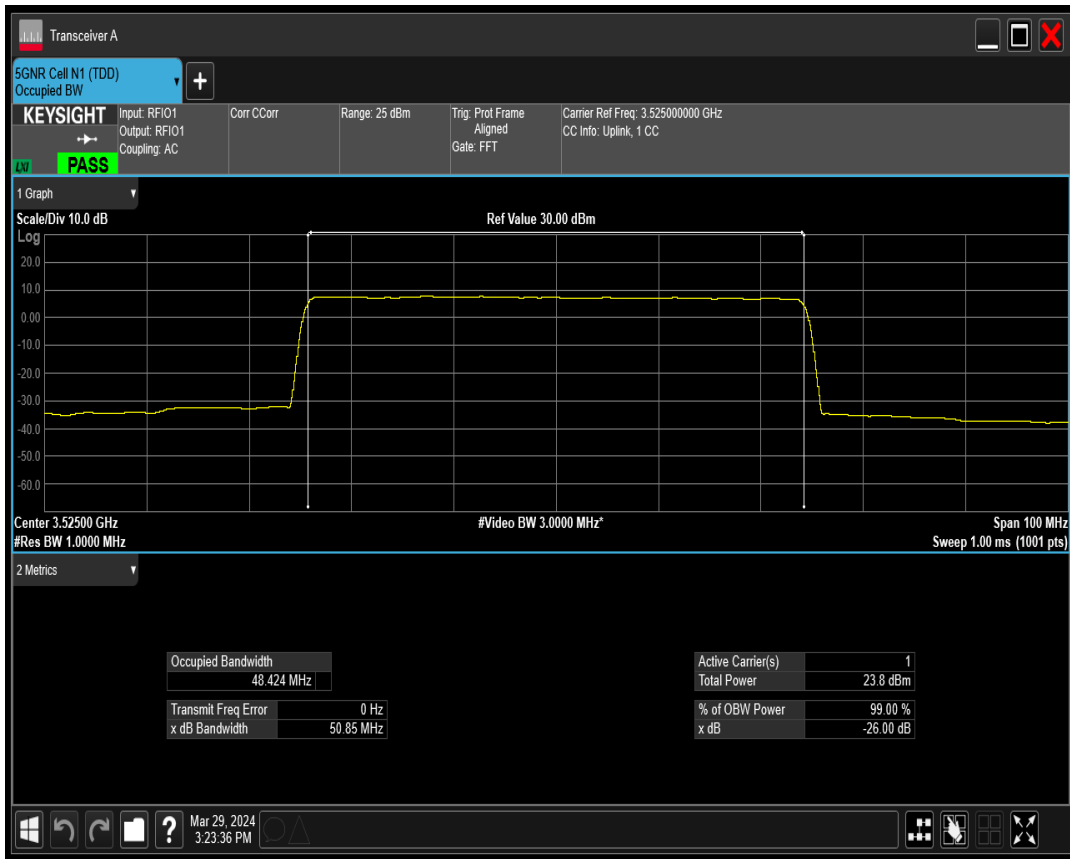 Transceiver A
5GNR Cell N1 (TDD)
Occupied BW
+
KEYSIGHT
LXI
PASS
Input: RFIO1
Output: RFIO1
Coupling: AC
Corr CCorr
Range: 25 dBm
Trig: Prot Frame
Aligned
Gate: FFT
Carrier Ref Freq: 3.525000000 GHz
CC Info: Uplink, 1 CC
1 Graph
Scale/Div 10.0 dB
Ref Value 30.00 dBm
Log
20.0
10.0
0.00
-10.0
-20.0
-30.0
-40.0
-50.0
-60.0
Center 3.52500 GHz
#Video BW 3.0000 MHz*
Span 100 MHz
#Res BW 1.0000 MHz
Sweep 1.00 ms (1001 pts)
2 Metrics
Occupied Bandwidth
48.424 MHz
Transmit Freq Error 0 Hz
x dB Bandwidth 50.85 MHz
Active Carrier(s) 1
Total Power 23.8 dBm
% of OBW Power 99.00 %
x dB -26.00 dB
?
Mar 29, 2024
3:23:36 PM